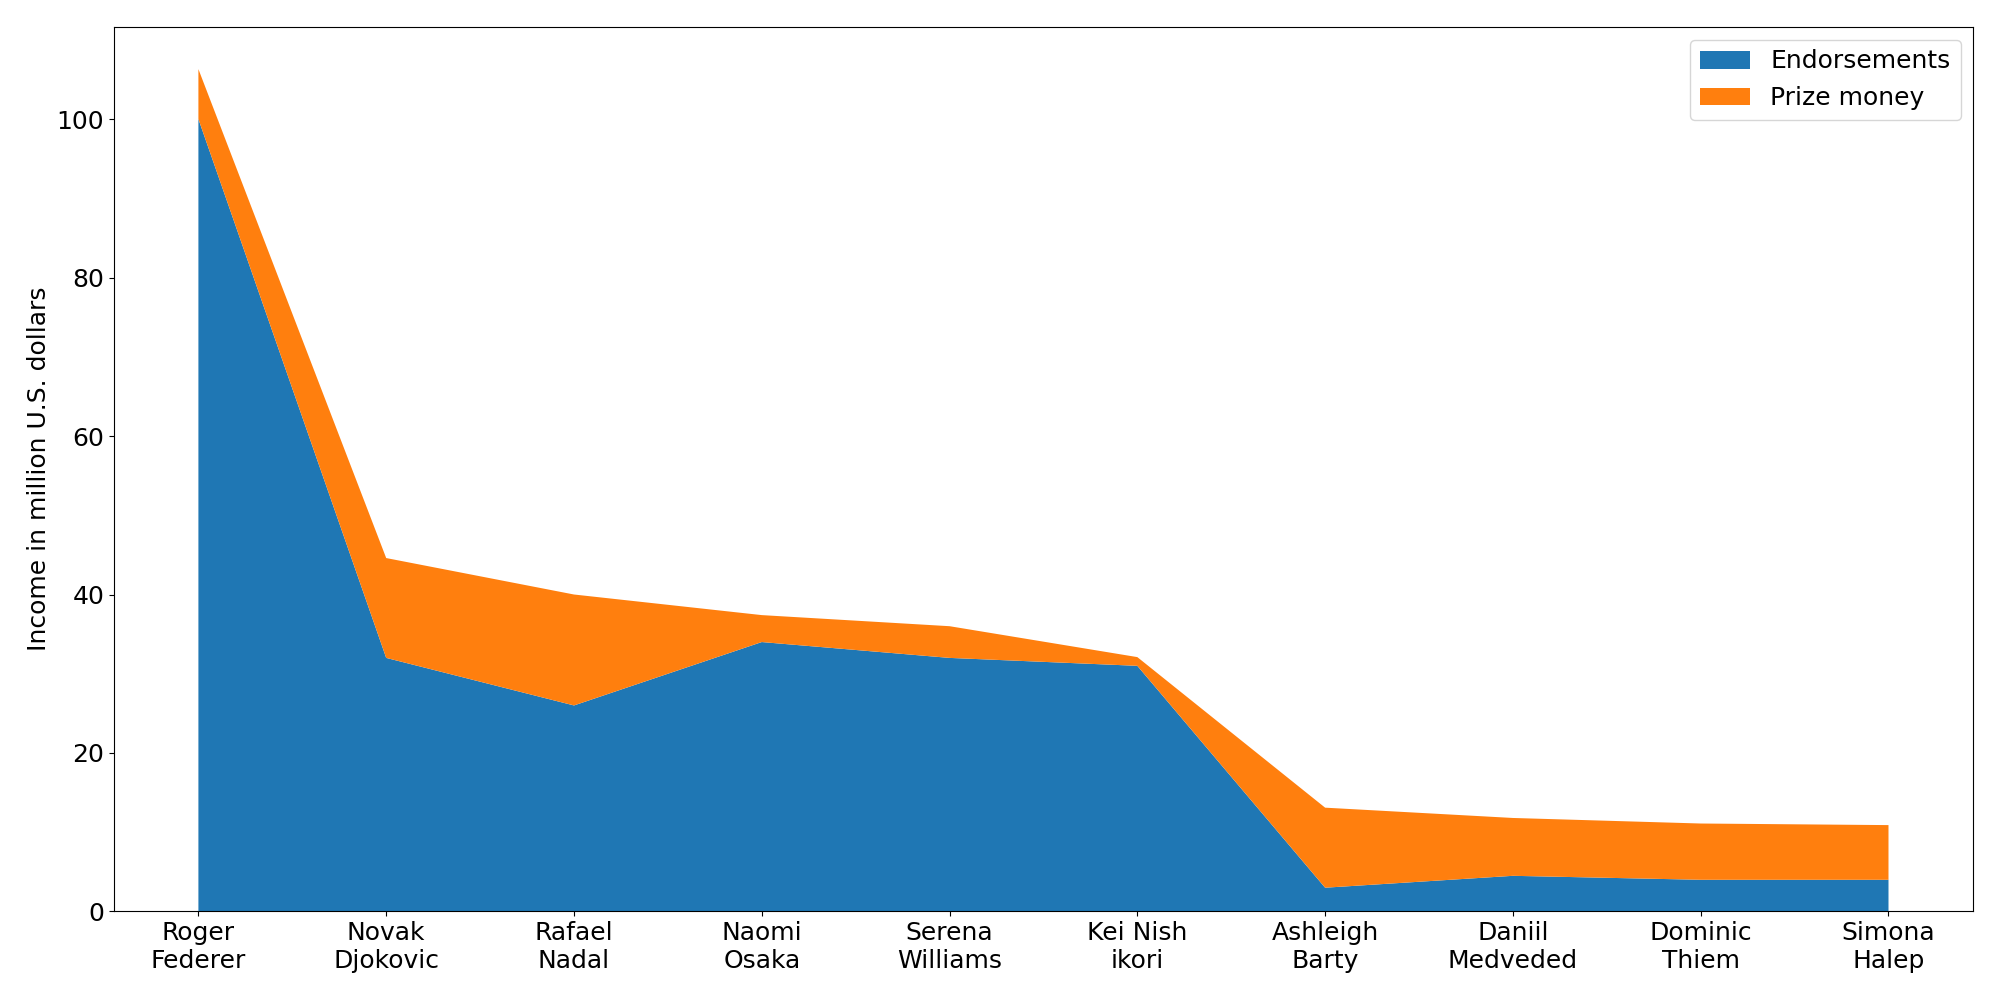 Endorsements
Prize money
Income in million U.S. dollars
100
80
60
40
20
0
Roger
Federer
Novak
Djokovic
Rafael
Nadal
Naomi
Osaka
Serena
Williams
Kei Nish
ikori
Ashleigh
Barty
Daniil
Medveded
Dominic
Thiem
Simona
Halep